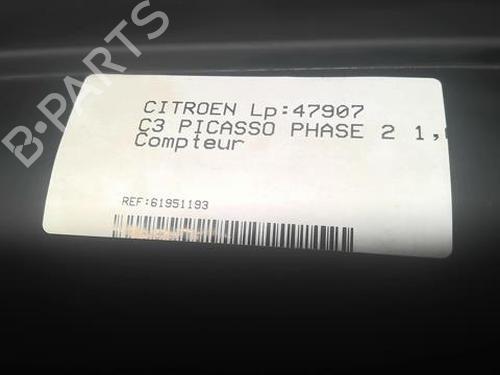 B-PARTS
CITROEN Lp:47907
C3 PICASSO PHASE 2 1,
Compteur
REF:61951193